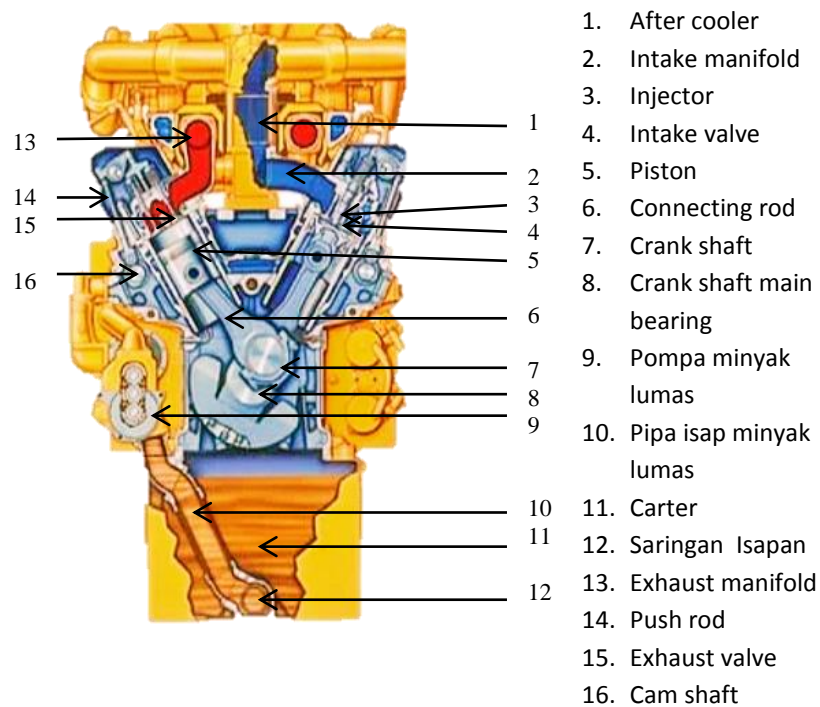 13
14
15
16
1
2
3
4
5
6
7
8
9
10
11
12
1. After cooler
2. Intake manifold
3. Injector
4. Intake valve
5. Piston
6. Connecting rod
7. Crank shaft
8. Crank shaft main
bearing
9. Pompa minyak
lumas
10. Pipa isap minyak
lumas
11. Carter
12. Saringan Isapan
13. Exhaust manifold
14. Push rod
15. Exhaust valve
16. Cam shaft